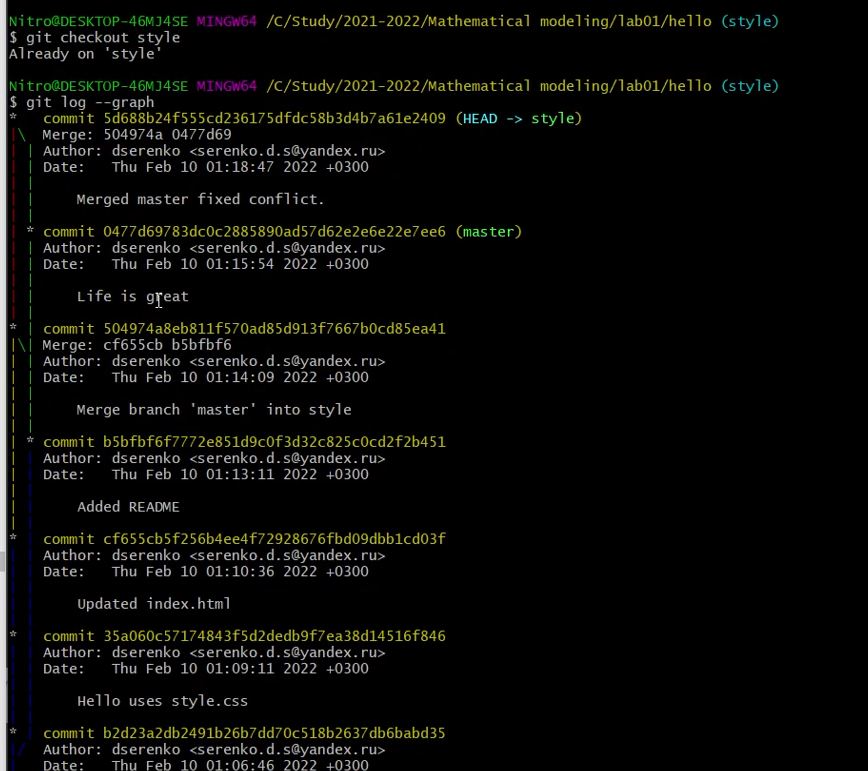 Nitro@DESKTOP-46MJ4SE MINGW64 /C/Study/2021-2022/Mathematical modeling/lab01/hello (style)
$ git checkout style
Already on 'style'
Nitro@DESKTOP-46MJ4SE MINGW64 /C/Study/2021-2022/Mathematical modeling/lab01/hello (style)
$ git log --graph
*   commit 5d688b24f555cd236175dfdc58b3d4b7a61e2409 (HEAD -> style)
|\  Merge: 504974a 0477d69
| | Author: dserenko <serenko.d.s@yandex.ru>
| | Date:   Thu Feb 10 01:18:47 2022 +0300
| |
| |     Merged master fixed conflict.
| |
| * commit 0477d69783dc0c2885890ad57d62e2e6e22e7ee6 (master)
| | Author: dserenko <serenko.d.s@yandex.ru>
| | Date:   Thu Feb 10 01:15:54 2022 +0300
| |
| |     Life is great
| |
* | commit 504974a8eb811f570ad85d913f7667b0cd85ea41
|\| Merge: cf655cb b5bfbf6
| | Author: dserenko <serenko.d.s@yandex.ru>
| | Date:   Thu Feb 10 01:14:09 2022 +0300
| |
| |     Merge branch 'master' into style
| |
| * commit b5bfbf6f7772e851d9c0f3d32c825c0cd2f2b451
| | Author: dserenko <serenko.d.s@yandex.ru>
| | Date:   Thu Feb 10 01:13:11 2022 +0300
| |
| |     Added README
| |
* | commit cf655cb5f256b4ee4f72928676fbd09dbb1cd03f
| | Author: dserenko <serenko.d.s@yandex.ru>
| | Date:   Thu Feb 10 01:10:36 2022 +0300
| |
| |     Updated index.html
| |
* | commit 35a060c57174843f5d2dedb9f7ea38d14516f846
| | Author: dserenko <serenko.d.s@yandex.ru>
| | Date:   Thu Feb 10 01:09:11 2022 +0300
| |
| |     Hello uses style.css
| |
* | commit b2d23a2db2491b26b7dd70c518b2637db6babd35
|/  Author: dserenko <serenko.d.s@yandex.ru>
|   Date:   Thu Feb 10 01:06:46 2022 +0300